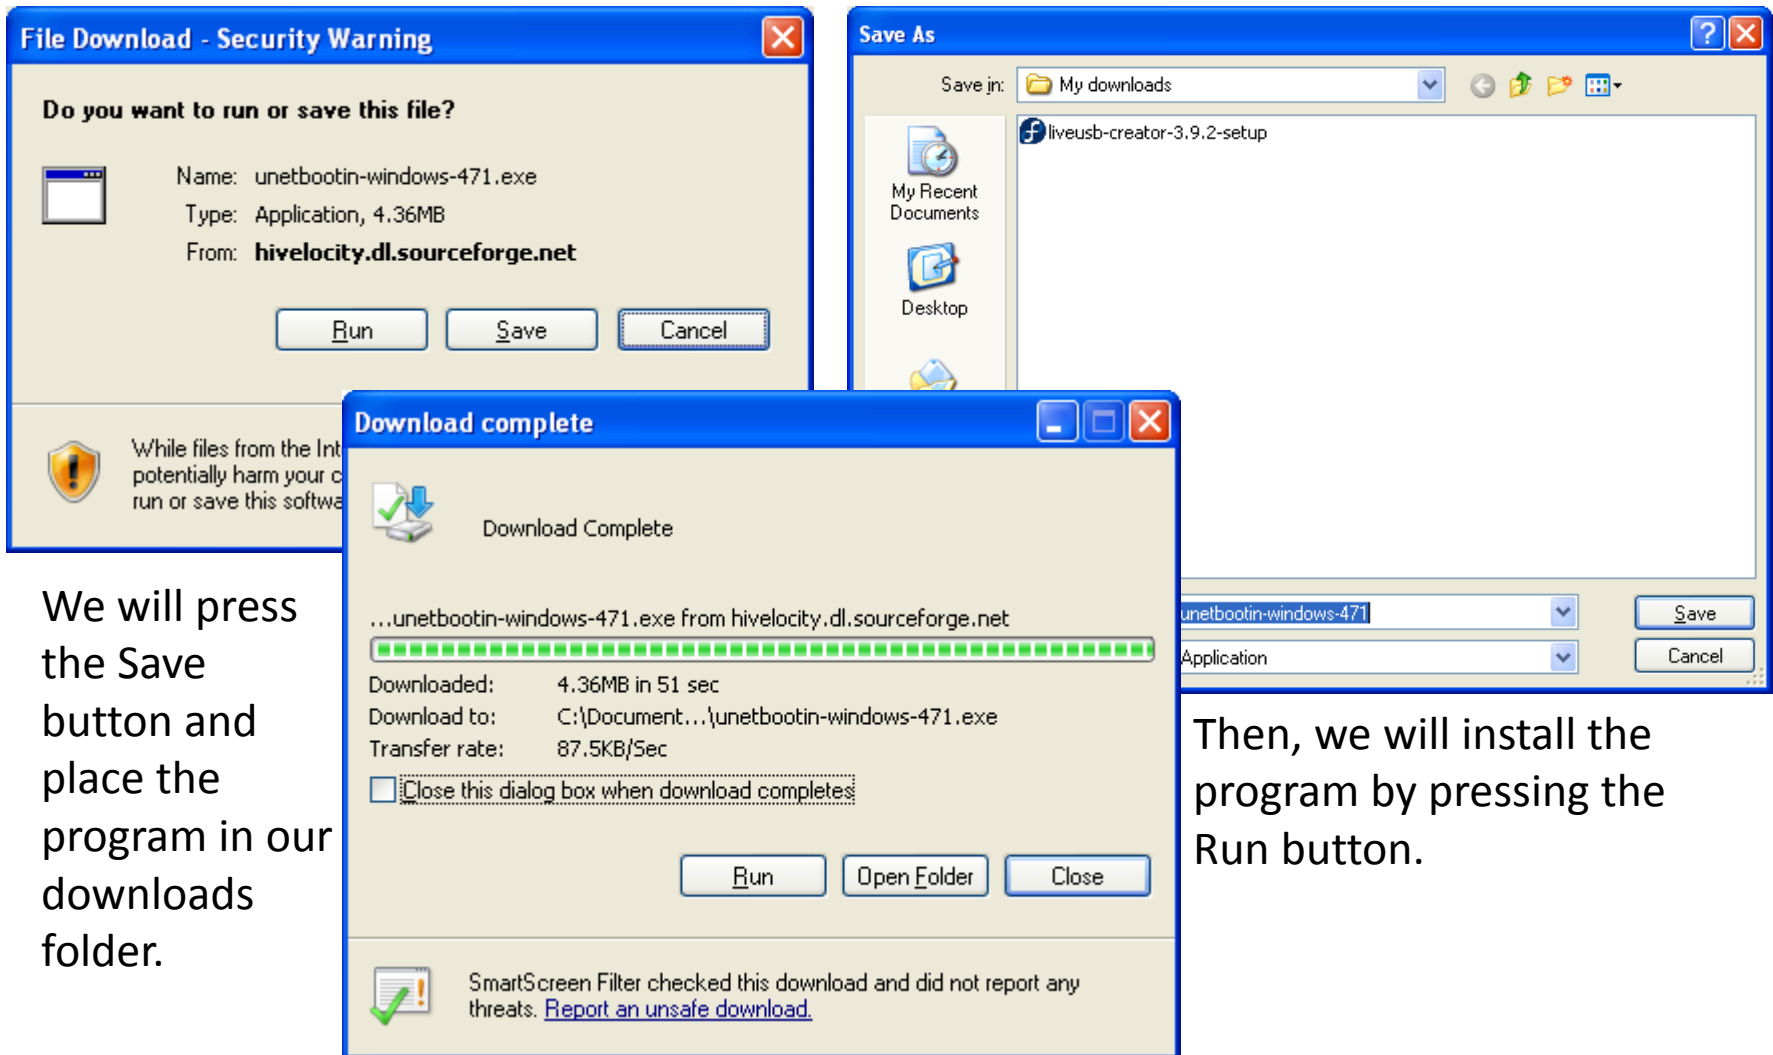 File Download - Security Warning
Do you want to run or save this file?
Name: unetbootin-windows-471.exe
Type: Application, 4.36MB
From: hivelocity.dl.sourceforge.net
Run
Save
Cancel
While files from the Int
potentially harm your c
run or save this softwa
Save As
Save in:
My downloads
liveusb-creator-3.9.2-setup
My Recent
Documents
Desktop
unetbootin-windows-471
Save
Application
Cancel
Download complete
Download Complete
...unetbootin-windows-471.exe from hivelocity.dl.sourceforge.net
Downloaded: 4.36MB in 51 sec
Download to: C:\Document...\unetbootin-windows-471.exe
Transfer rate: 87.5KB/Sec
Close this dialog box when download completes
Run
Open Folder
Close
SmartScreen Filter checked this download and did not report any
threats. Report an unsafe download.
We will press
the Save
button and
place the
program in our
downloads
folder.
Then, we will install the
program by pressing the
Run button.